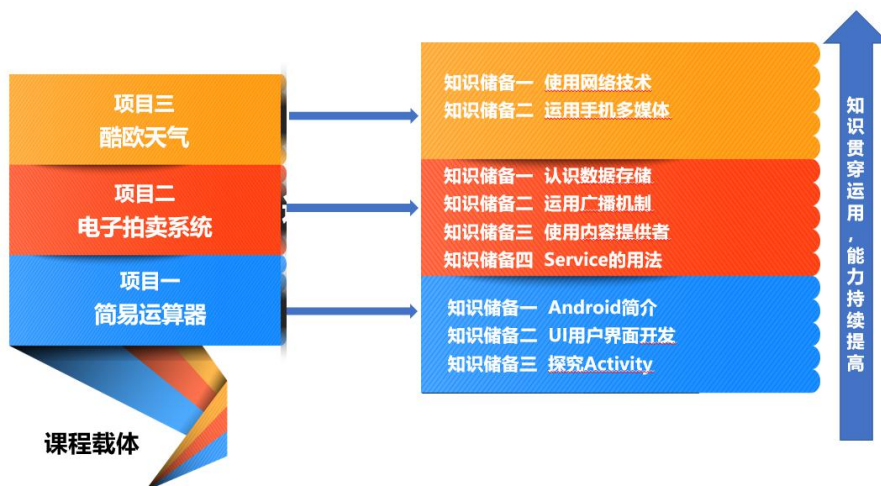 项目三
酷欧天气
项目二
电子拍卖系统
项目一
简易运算器
课程载体
知识储备一 使用网络技术
知识储备二 运用手机多媒体
知识储备一 认识数据存储
知识储备二 运用广播机制
知识储备三 使用内容提供者
知识储备四 Service的用法
知识储备一 Android简介
知识储备二 UI用户界面开发
知识储备三 探究Activity
知识贯穿运用，能力持续提高